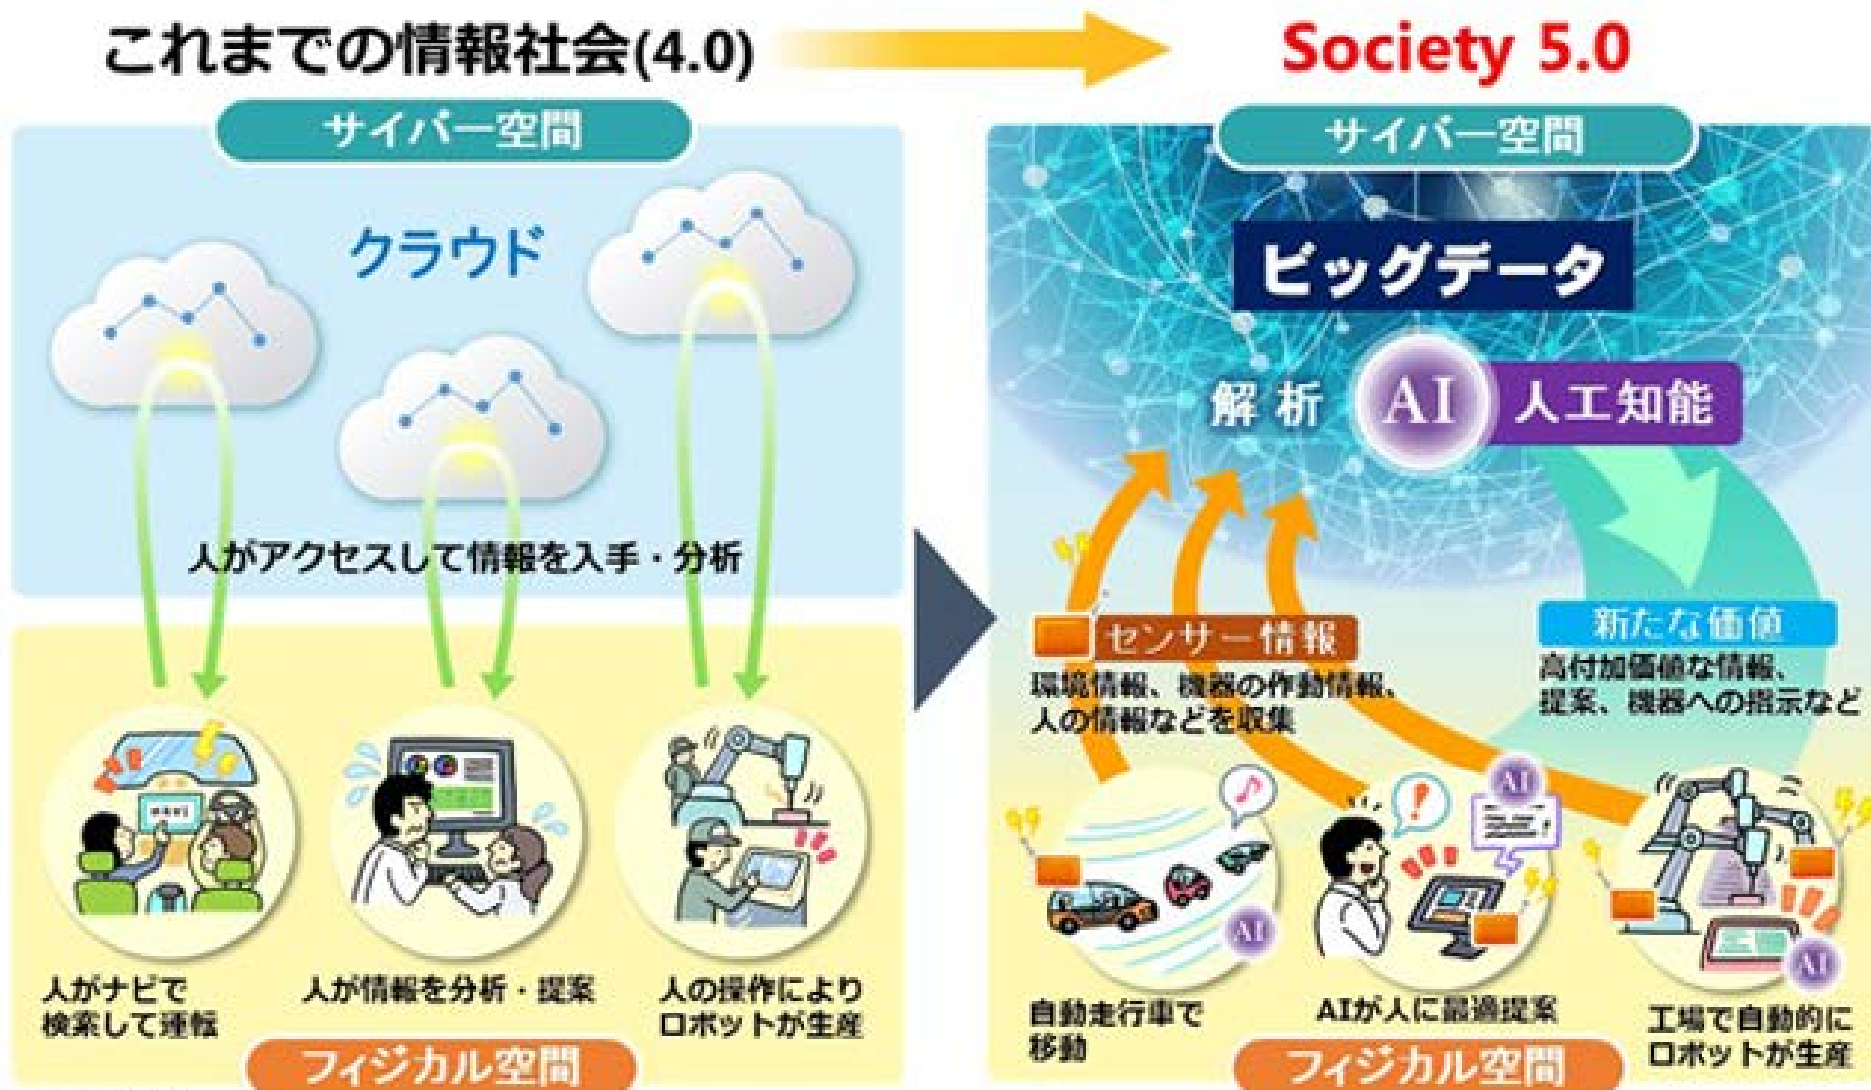 これまでの情報社会(4.0)
Society 5.0
サイバー空間
クラウド
人がアクセスして情報を入手・分析
人がナビで
検索して運転
人が情報を分析・提案
人の操作により
ロボットが生産
フィジカル空間
サイバー空間
ビッグデータ
解析
AI
人工知能
センサー情報
環境情報、機器の作動情報、
人の情報などを収集
新たな価値
高付加価値な情報、
提案、機器への指示など
AI
AI
AI
自動走行車で
移動
AIが人に最適提案
工場で自動的に
ロボットが生産
フィジカル空間